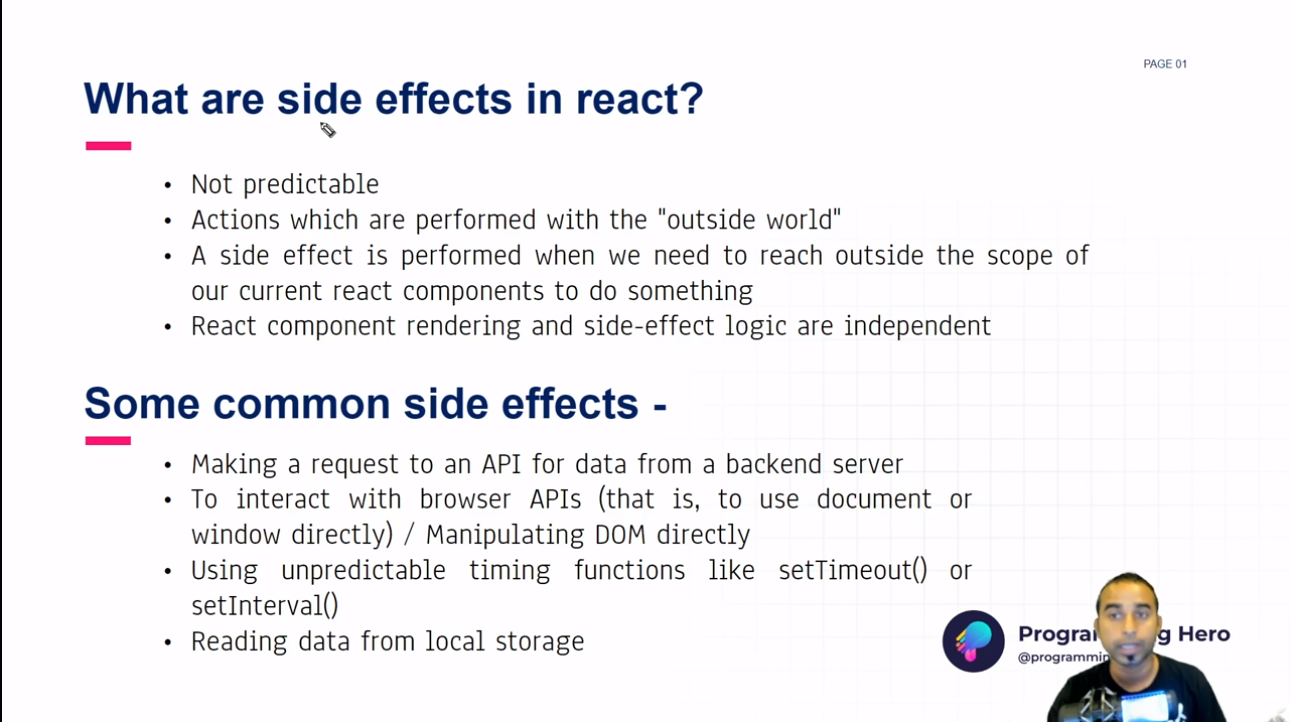 PAGE 01
What are side effects in react?
• Not predictable
• Actions which are performed with the "outside world"
• A side effect is performed when we need to reach outside the scope of
our current react components to do something
• React component rendering and side-effect logic are independent
Some common side effects -
• Making a request to an API for data from a backend server
• To interact with browser APIs (that is, to use document or
window directly) / Manipulating DOM directly
• Using unpredictable timing functions like setTimeout() or
setInterval()
• Reading data from local storage
Hero